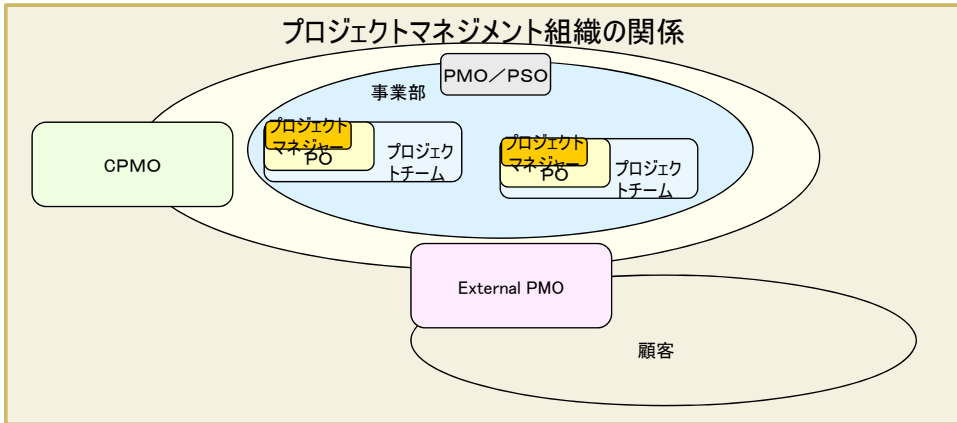 プロジェクトマネジメント組織の関係
PMO／PSO
事業部
CPMO
プロジェクト
マネジャー
PO
プロジェク
トチーム
プロジェクト
マネジャー
PO
プロジェク
トチーム
External PMO
顧客